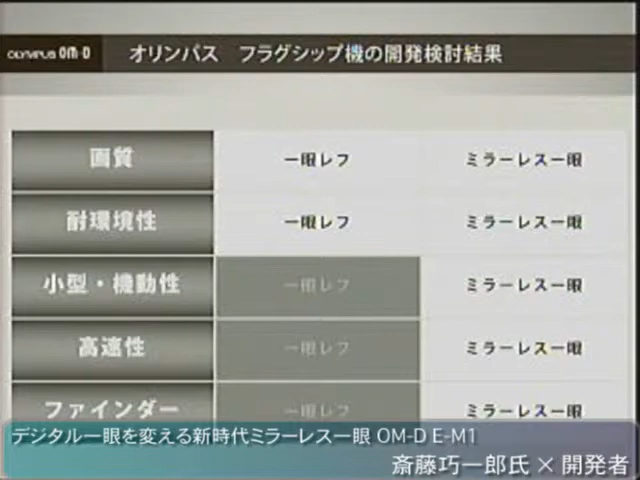 OLYMPUS OM-D オリンパス フラグシップ機の開発検討結果
画質 一眼レフ ミラーレス一眼
耐環境性 一眼レフ ミラーレス一眼
小型・機動性 一眼レフ ミラーレス一眼
高速性 一眼レフ ミラーレス一眼
ファインダー 一眼レフ ミラーレス一眼
デジタル一眼を変える新時代ミラーレス一眼 OM-D E-M1
斎藤巧一郎氏 × 開発者